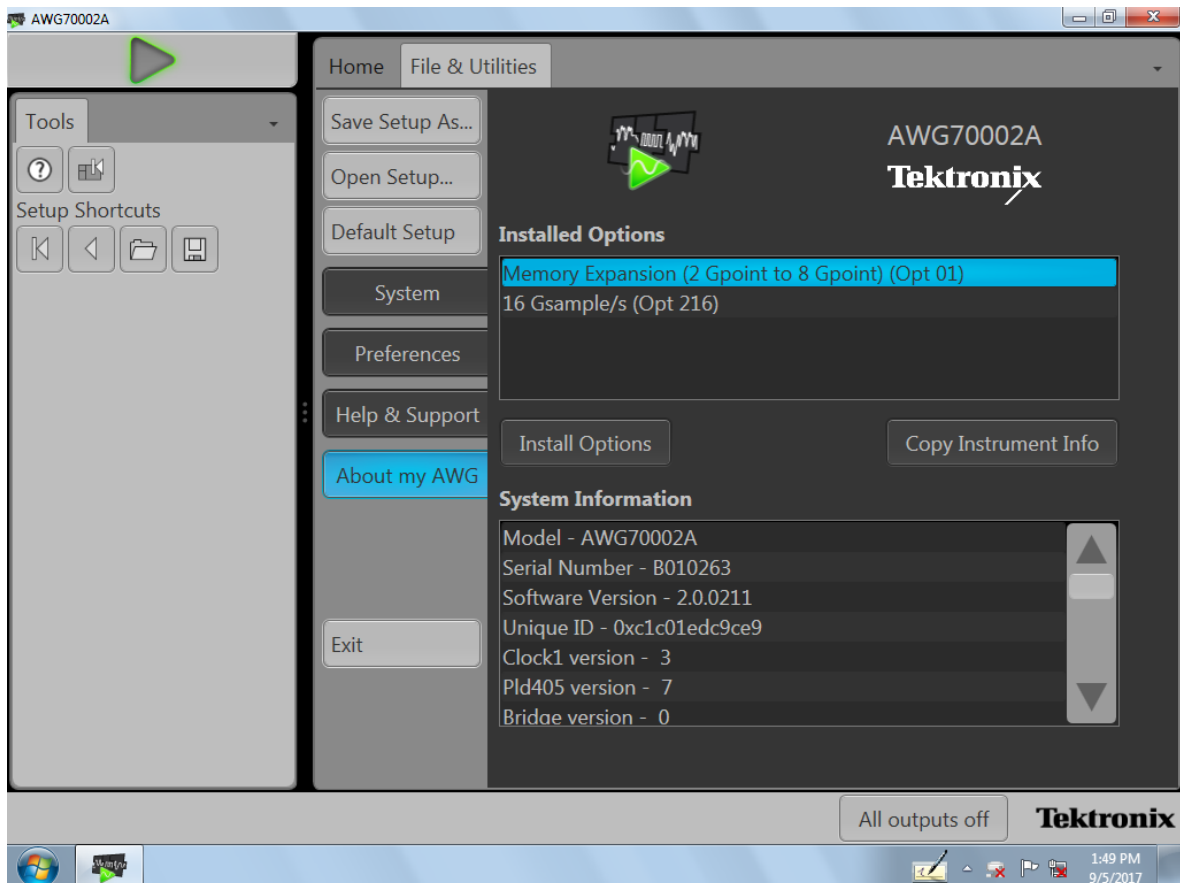 AWG70002A
Home
File & Utilities
Tools
Setup Shortcuts
Save Setup As...
Open Setup...
Default Setup
System
Preferences
Help & Support
About my AWG
Exit
AWG70002A
Tektronix
Installed Options
Memory Expansion (2 Gpoint to 8 Gpoint) (Opt 01)
16 Gsample/s (Opt 216)
Install Options
Copy Instrument Info
System Information
Model - AWG70002A
Serial Number - B010263
Software Version - 2.0.0211
Unique ID - 0xc1c01edc9ce9
Clock1 version -  3
Pld405 version -  7
Bridge version -  0
All outputs off
Tektronix
1:49 PM
9/5/2017